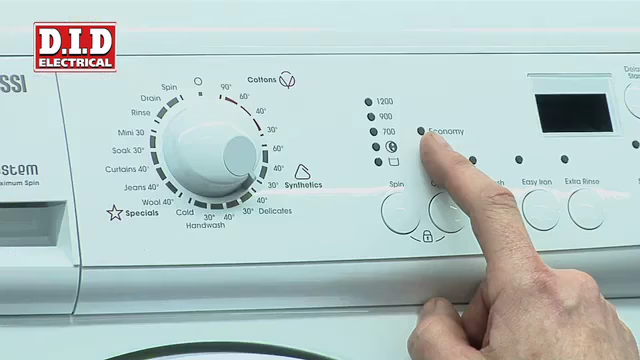 D.I.D
ELECTRICAL
SSI
stem
aximum Spin
Spin
Drain
Rinse
Mini 30
Soak 30°
Curtains 40°
Jeans 40°
Wool 40°
Specials
Cold
Handwash
30°
40°
30°
40°
Delicates
Synthetics
40°
60°
30°
40°
60°
90°
Cottons
1200
900
700
Economy
Spin
Easy Iron
Extra Rinse